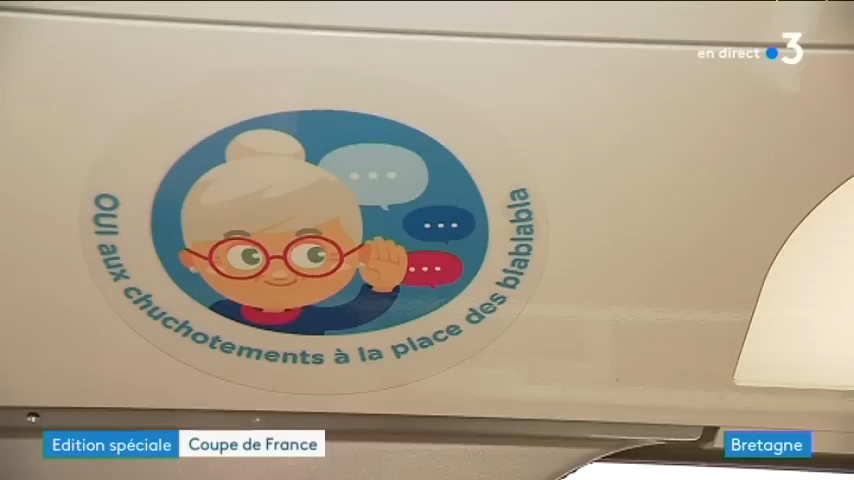 en direct 3
OUI aux chuchotements à la place des blablabla
Edition spéciale Coupe de France
Bretagne